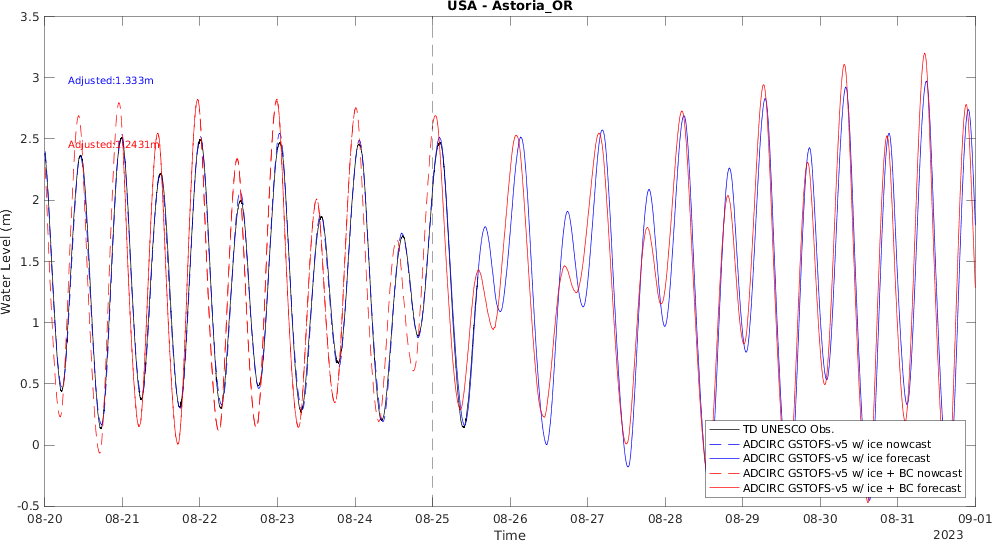 USA - Astoria_OR
3.5
3
2.5
2
1.5
1
0.5
0
-0.5
Water Level (m)
Adjusted:1.333m
Adjusted:1.2431m
TD UNESCO Obs.
ADCIRC GSTOFS-v5 w/ ice nowcast
ADCIRC GSTOFS-v5 w/ ice forecast
ADCIRC GSTOFS-v5 w/ ice + BC nowcast
ADCIRC GSTOFS-v5 w/ ice + BC forecast
08-20 08-21 08-22 08-23 08-24 08-25 08-26 08-27 08-28 08-29 08-30 08-31 09-01
Time
2023